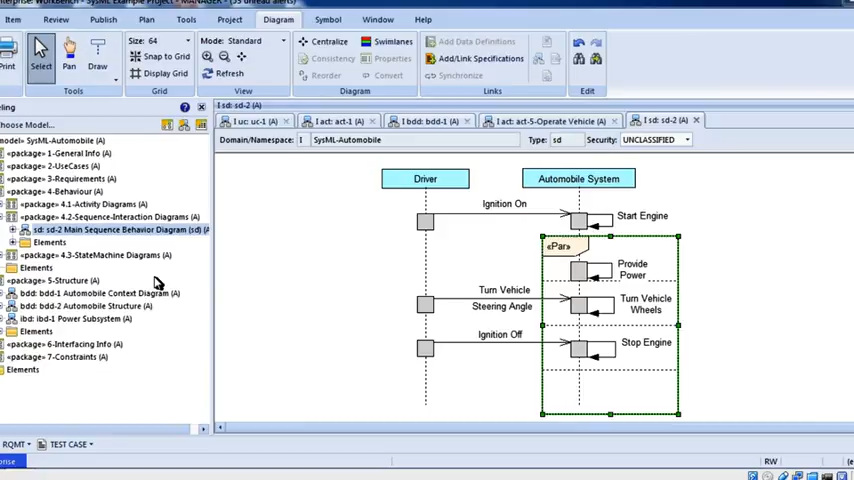 WorkBench - SysML Example Project - MANAGER -
Item Review Publish Plan Tools Project Diagram Symbol Window Help
Print Select Pan Draw
Size: 64
Snap to Grid
Display Grid
Mode: Standard
Refresh
Centralize Swimlanes
Consistency Properties
Reorder Convert
Add Data Definitions
Add/Link Specifications
Synchronize
Tools Grid View Diagram Links Edit
eling
hoose Model...
model» SysML-Automobile (A)
«package» 1-General Info (A)
«package» 2-UseCases (A)
«package» 3-Requirements (A)
«package» 4-Behaviour (A)
«package» 4.1-Activity Diagrams (A)
«package» 4.2-Sequence-Interaction Diagrams (A)
sd: sd-2 Main Sequence Behavior Diagram (sd) (A
Elements
«package» 4.3-StateMachine Diagrams (A)
Elements
«package» 5-Structure (A)
bdd: bdd-1 Automobile Context Diagram (A)
bdd: bdd-2 Automobile Structure (A)
ibd: ibd-1 Power Subsystem (A)
Elements
«package» 6-Interfacing Info (A)
«package» 7-Constraints (A)
Elements
I sd: sd-2 (A)
I uc: uc-1 (A) I act: act-1 (A) I bdd: bdd-1 (A) I act: act-5-Operate Vehicle (A) I sd: sd-2 (A)
Domain/Namespace: I SysML-Automobile Type: sd Security: UNCLASSIFIED
Driver
Automobile System
Ignition On
Start Engine
«Par»
Provide
Power
Turn Vehicle
Steering Angle
Turn Vehicle
Wheels
Ignition Off
Stop Engine
RQMT TEST CASE
prise
RW